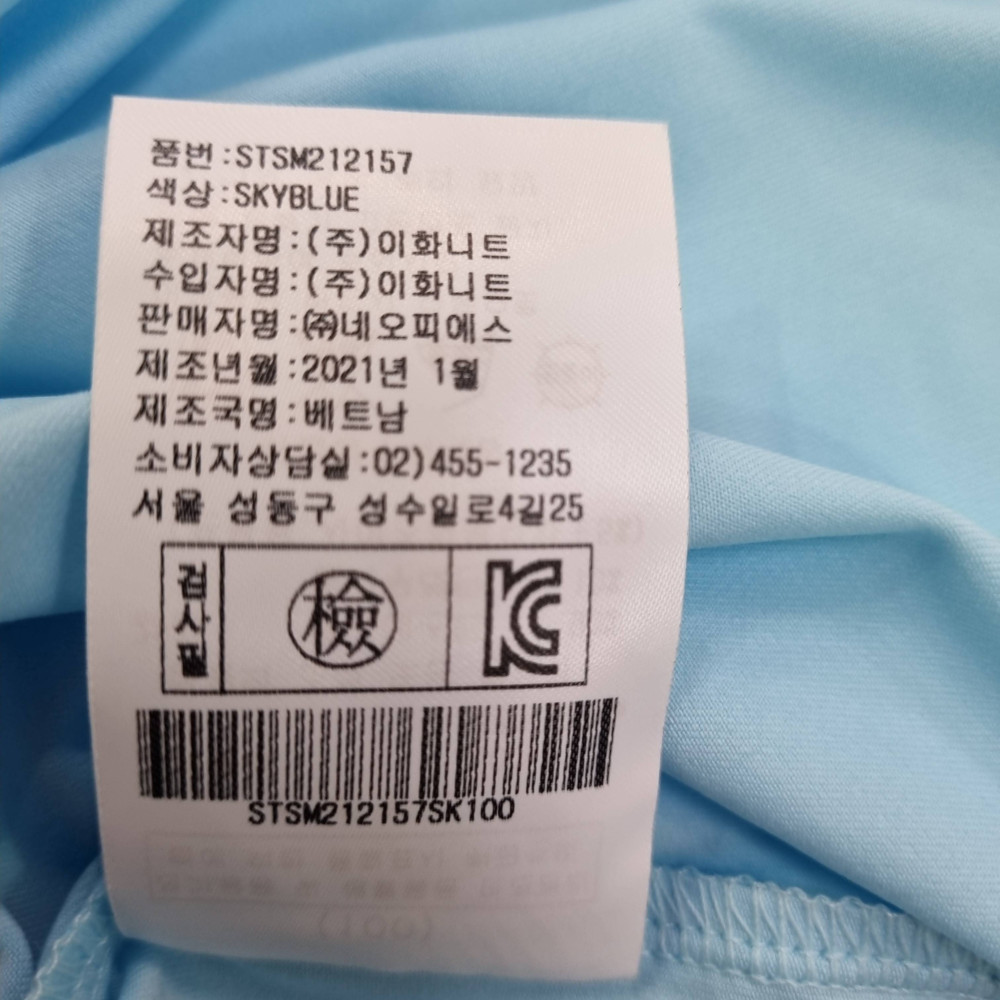 품번:STSM212157
색상:SKYBLUE
제조자명:(주)이화니트
수입자명:(주)이화니트
판매자명:㈜네오피에스
제조년월:2021년 1월
제조국명:베트남
소비자상담실:02)455-1235
서울 성동구 성수일로4길25
검사필
檢
KC
STSM212157SK100